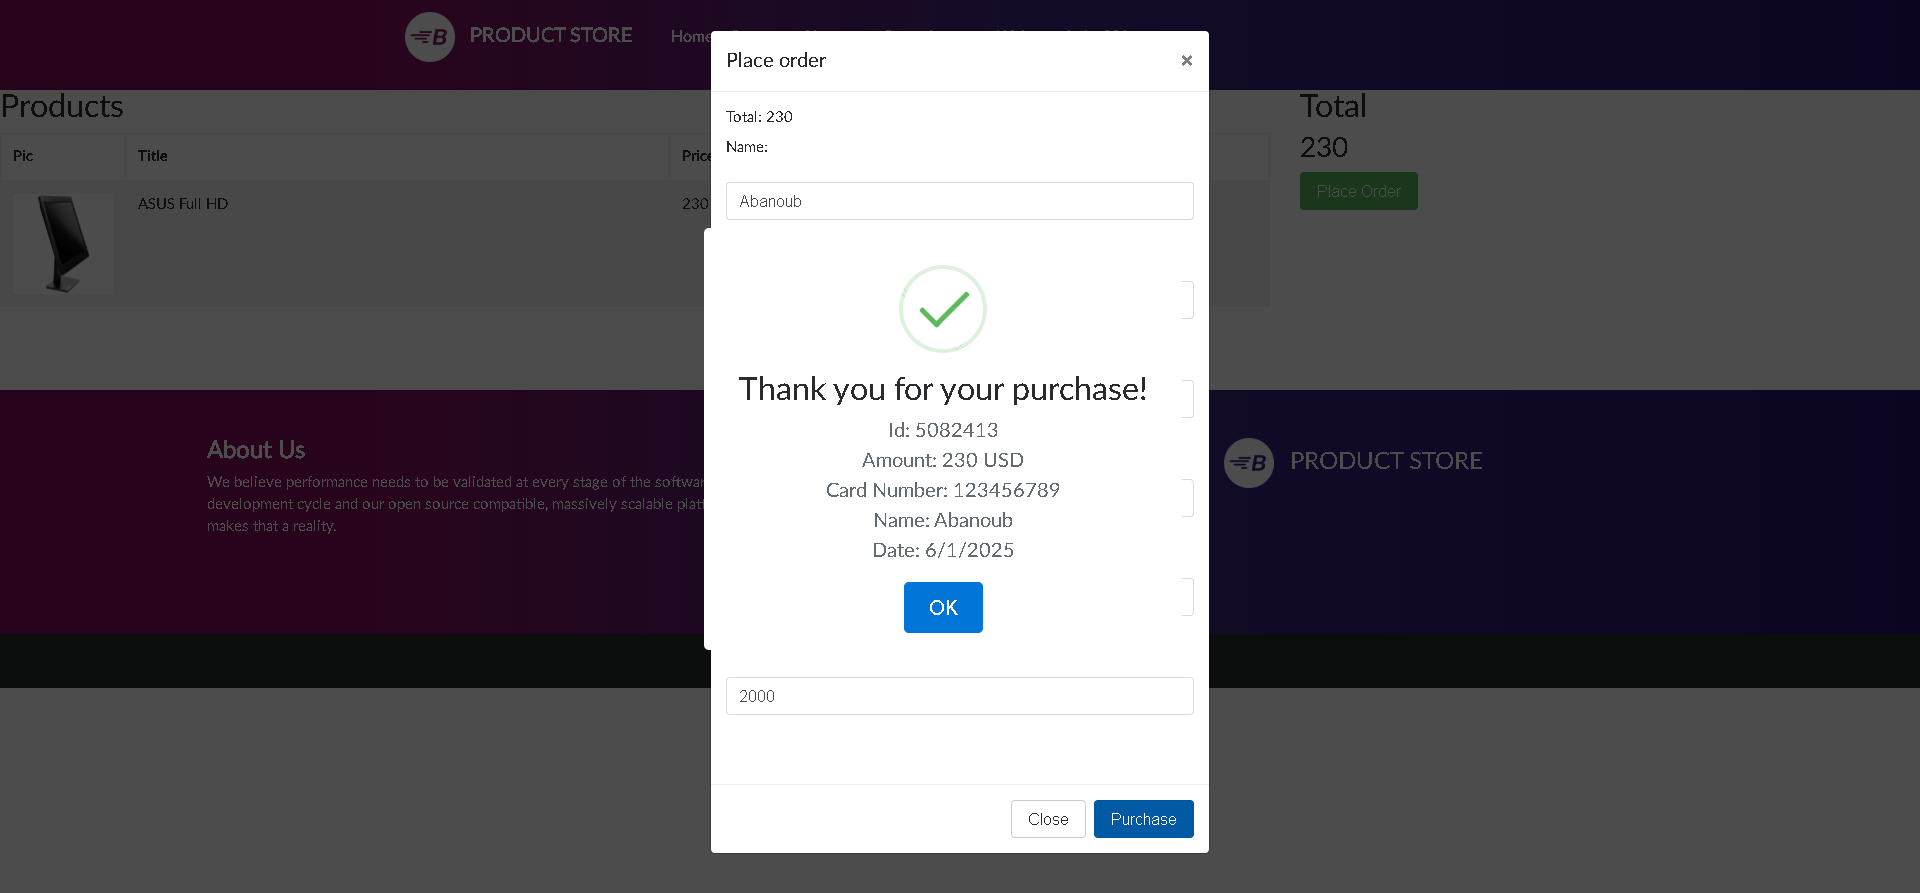 PRODUCT STORE
Home
Place order
×
Total: 230
Name:
Abanoub
Products
Pic
Title
Price
ASUS Full HD
230
Total
230
Place Order
Thank you for your purchase!
Id: 5082413
Amount: 230 USD
Card Number: 123456789
Name: Abanoub
Date: 6/1/2025
OK
2000
Close
Purchase
About Us
We believe performance needs to be validated at every stage of the softwar
development cycle and our open source compatible, massively scalable platf
makes that a reality.
B PRODUCT STORE